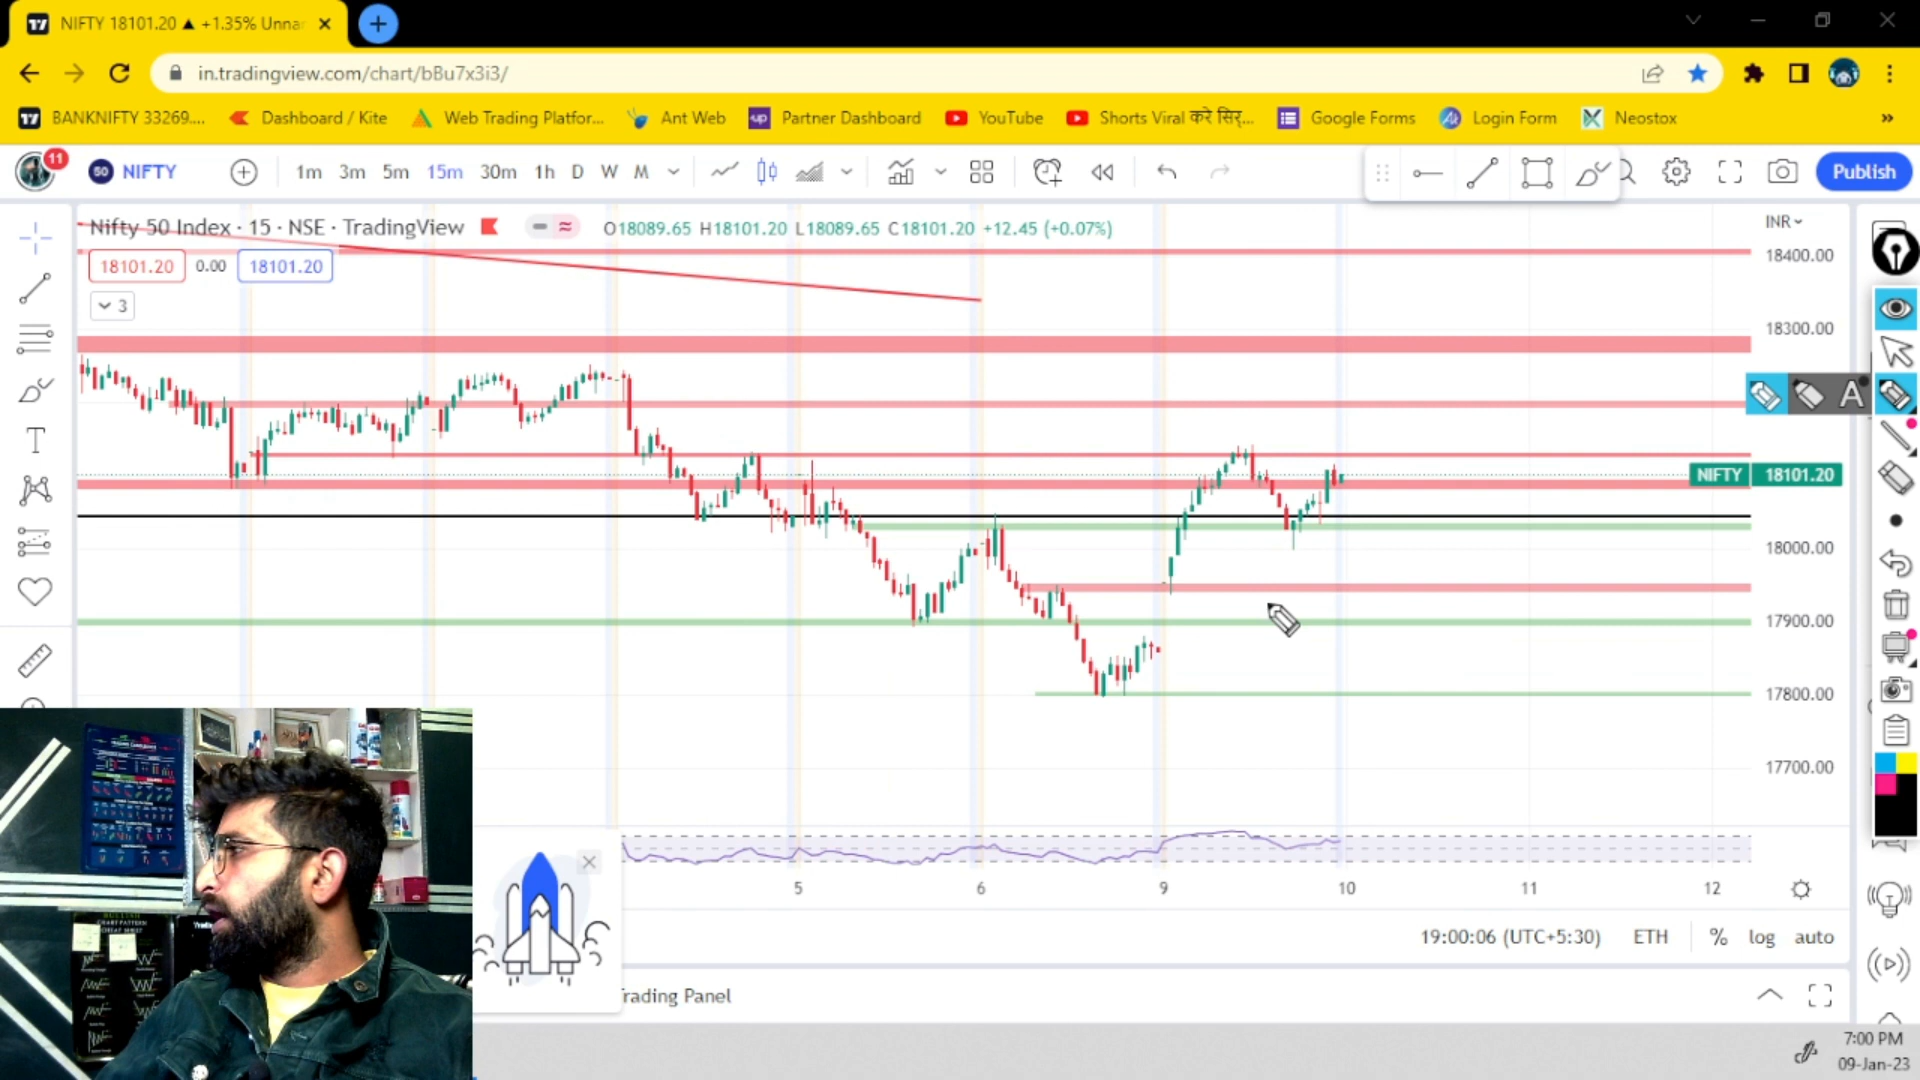 NIFTY 18101.20 ▲ +1.35% Unna
in.tradingview.com/chart/bBu7x3i3/
BANKNIFTY 33269....
Dashboard / Kite
Web Trading Platfor...
Ant Web
up
Partner Dashboard
YouTube
Shorts Viral करे सिर्...
Google Forms
Login Form
Neostox
»
11
50 NIFTY
1m 3m 5m 15m 30m 1h D W M
Publish
Nifty 50 Index · 15 · NSE · TradingView
O18089.65 H18101.20 L18089.65 C18101.20 +12.45 (+0.07%)
INR
18101.20 0.00 18101.20
3
18400.00
18300.00
A
NIFTY 18101.20
18000.00
17900.00
17800.00
17700.00
5 6 9 10 11 12
19:00:06 (UTC+5:30) ETH % log auto
Trading Panel
7:00 PM
09-Jan-23